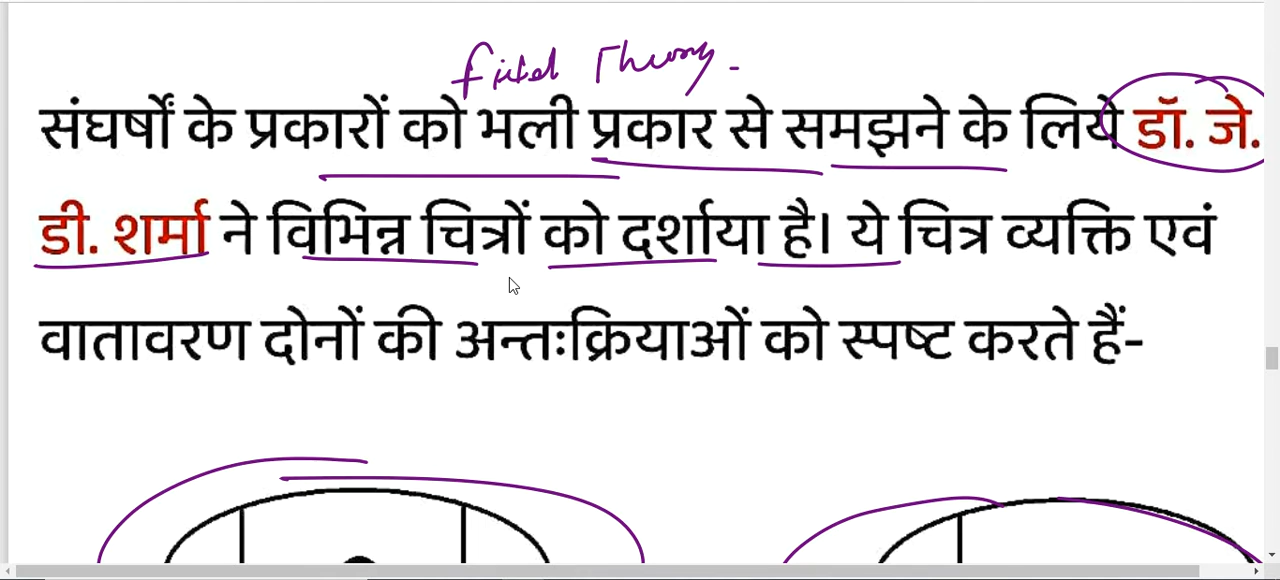 field Theory.
संघर्षों के प्रकारों को भली प्रकार से समझने के लिये डॉ. जे.
डी. शर्मा ने विभिन्न चित्रों को दर्शाया है। ये चित्र व्यक्ति एवं
वातावरण दोनों की अन्तःक्रियाओं को स्पष्ट करते हैं-